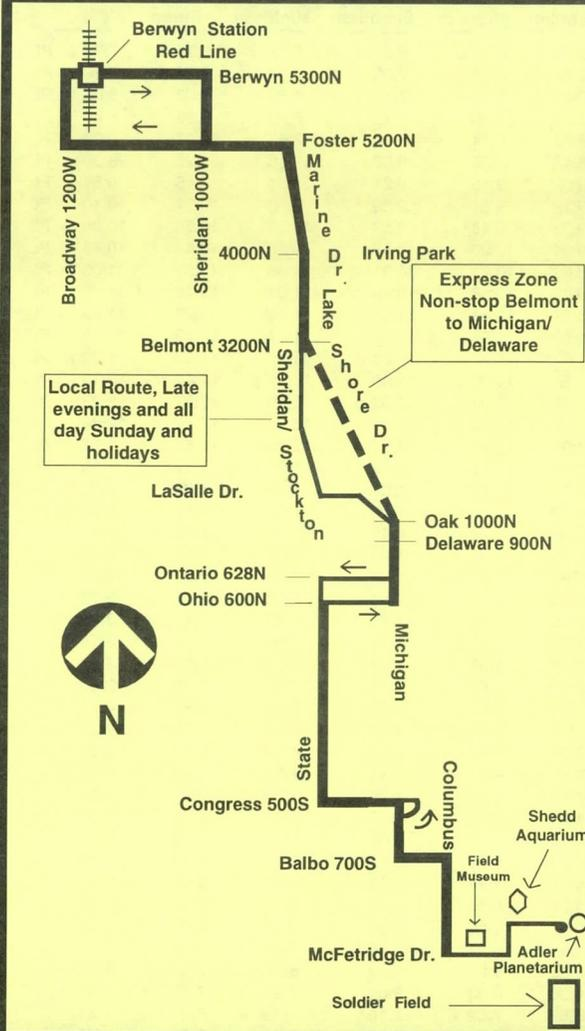 Berwyn Station
Red Line
Berwyn 5300N
Foster 5200N
Broadway 1200W
Sheridan 1000W
Marine Dr.
4000N
Irving Park
Lake Shore Dr.
Express Zone
Non-stop Belmont
to Michigan/
Delaware
Belmont 3200N
Sheridan/
Stockton
Local Route, Late
evenings and all
day Sunday and
holidays
LaSalle Dr.
Oak 1000N
Delaware 900N
Ontario 628N
Ohio 600N
Michigan
N
State
Congress 500S
Columbus
Balbo 700S
Shedd
Aquarium
Field
Museum
McFetridge Dr.
Adler
Planetarium
Soldier Field